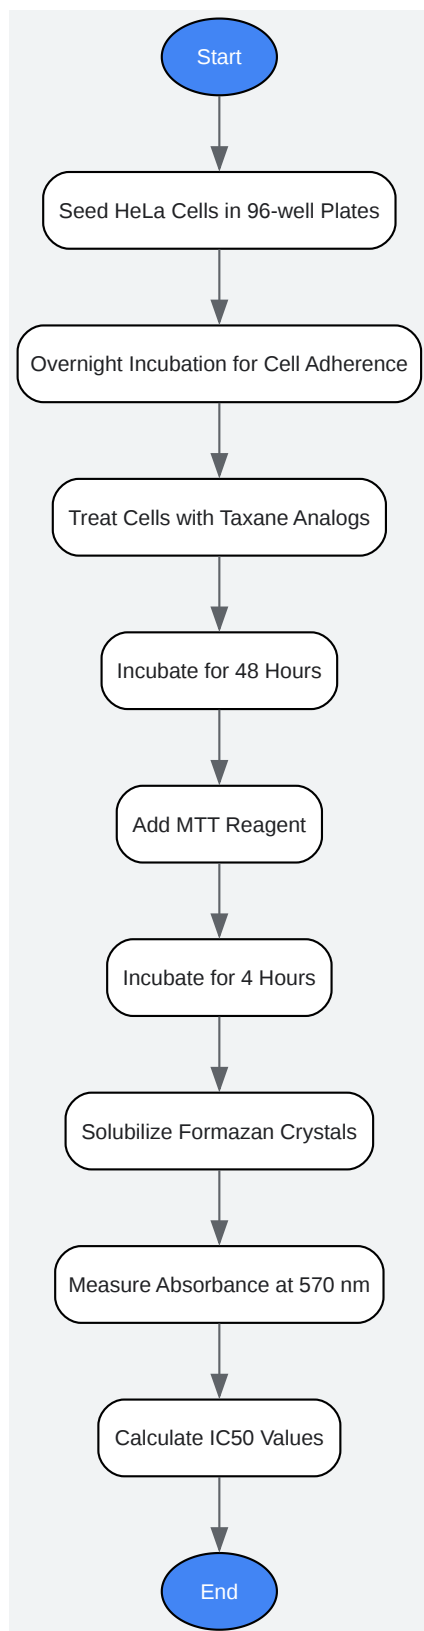 Start
Seed HeLa Cells in 96-well Plates
Overnight Incubation for Cell Adherence
Treat Cells with Taxane Analogs
Incubate for 48 Hours
Add MTT Reagent
Incubate for 4 Hours
Solubilize Formazan Crystals
Measure Absorbance at 570 nm
Calculate IC50 Values
End